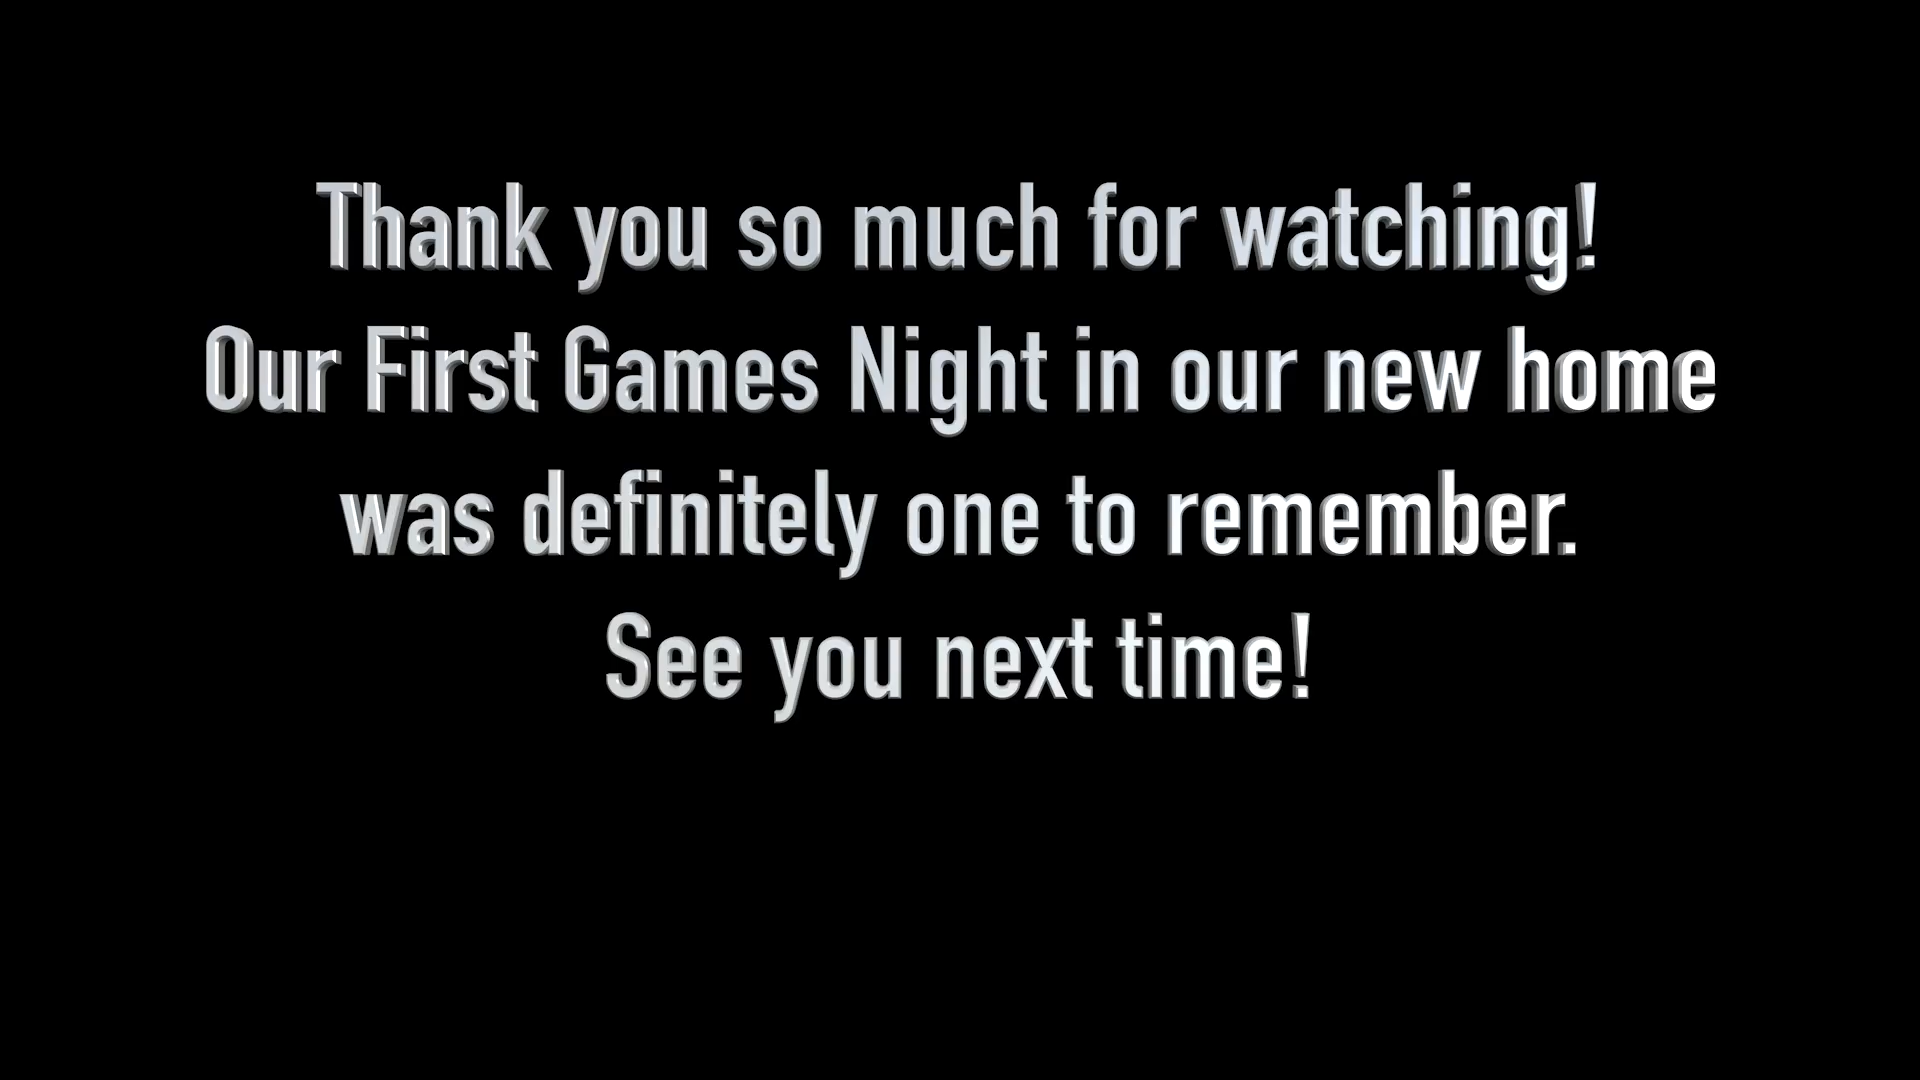 Thank you so much for watching!
Our First Games Night in our new home
was definitely one to remember.
See you next time!